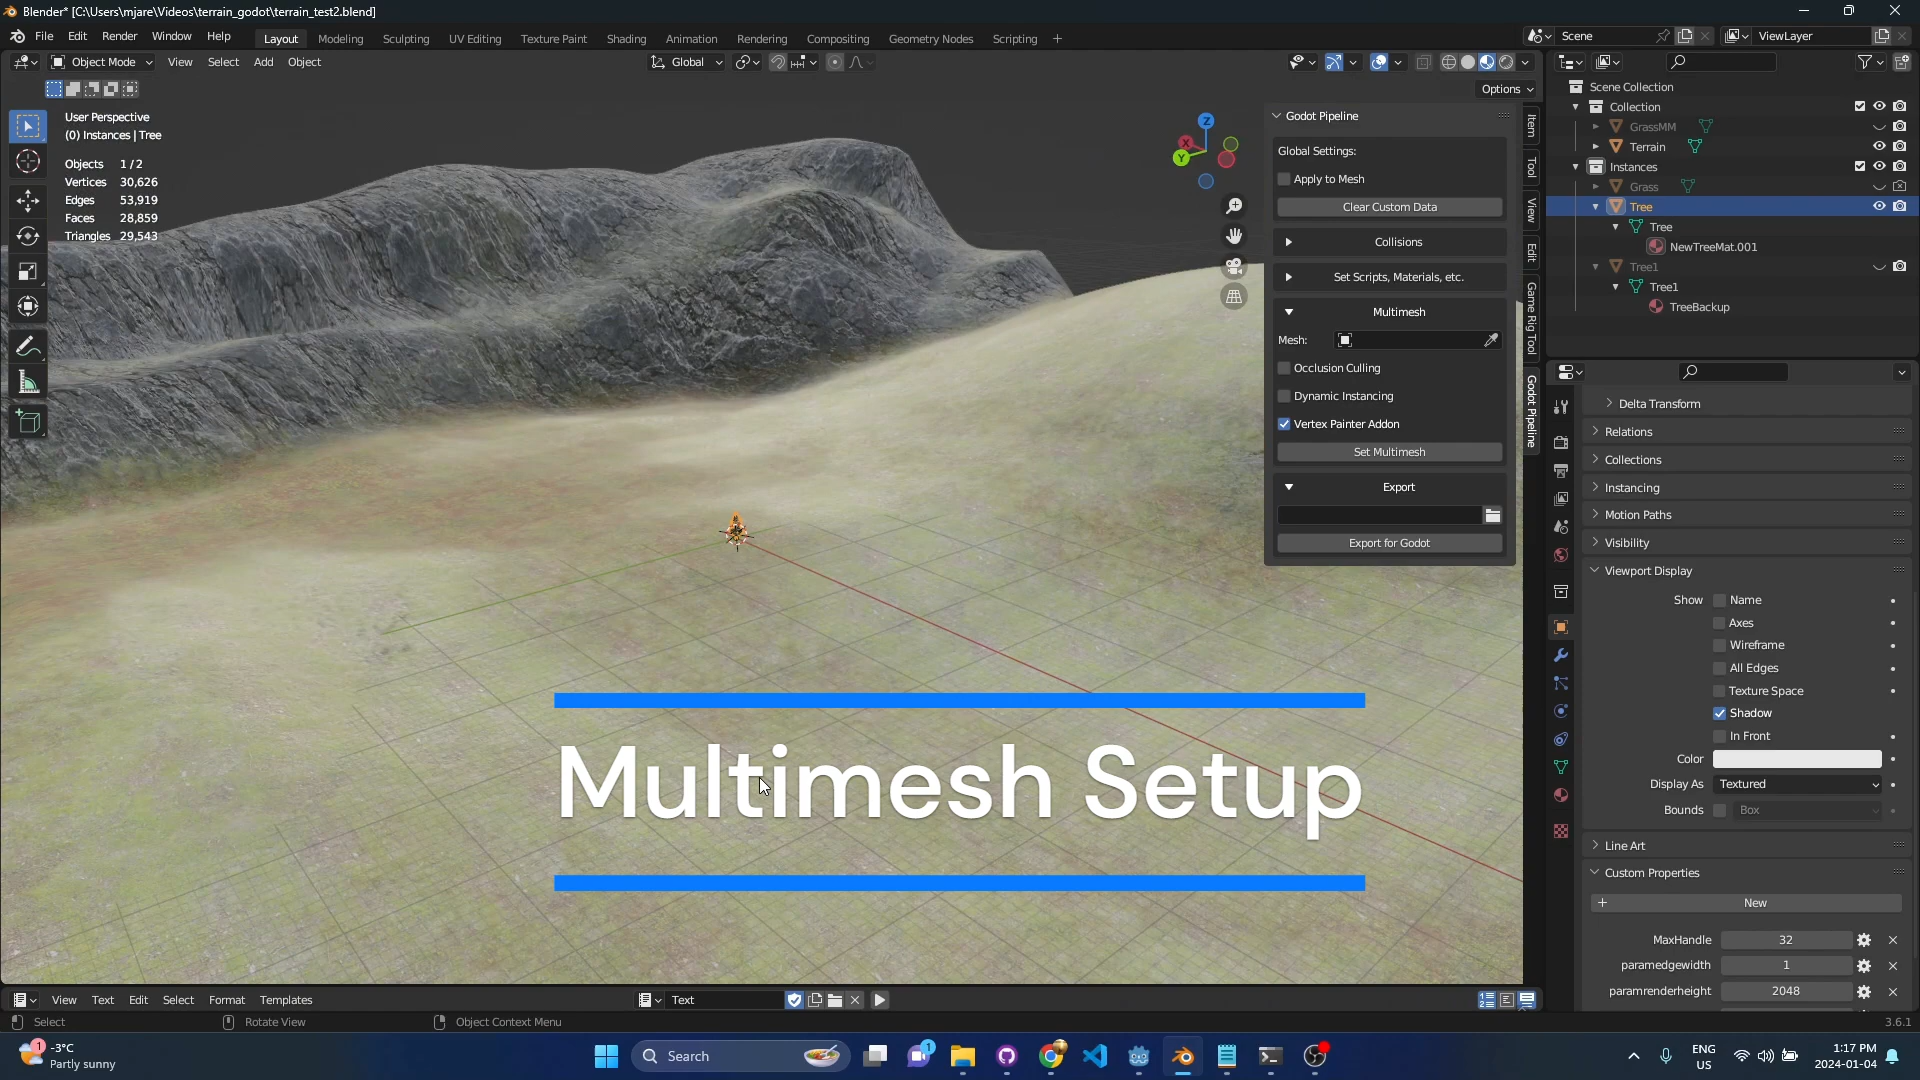 Blender* [C:\Users\mjare\Videos\terrain_godot\terrain_test2.blend]
File Edit Render Window Help
Layout Modeling Sculpting UV Editing Texture Paint Shading Animation Rendering Compositing Geometry Nodes Scripting +
Scene
ViewLayer
Object Mode View Select Add Object
Global
Options
User Perspective
(0) Instances | Tree
Objects 1 / 2
Vertices 30,626
Edges 53,919
Faces 28,859
Triangles 29,543
Z
X
Y
Godot Pipeline
Global Settings:
Apply to Mesh
Clear Custom Data
Collisions
Set Scripts, Materials, etc.
Multimesh
Mesh:
Occlusion Culling
Dynamic Instancing
Vertex Painter Addon
Set Multimesh
Export
Export for Godot
Item
Tool
View
Edit
Game Rig Tool
Godot Pipeline
Scene Collection
Collection
GrassMM
Terrain
Instances
Grass
Tree
Tree
NewTreeMat.001
Tree1
Tree1
TreeBackup
Delta Transform
Relations
Collections
Instancing
Motion Paths
Visibility
Viewport Display
Show Name
Axes
Wireframe
All Edges
Texture Space
Shadow
In Front
Color
Display As Textured
Bounds Box
Line Art
Custom Properties
+ New
MaxHandle 32
paramedgewidth 1
paramrenderheight 2048
Multimesh Setup
View Text Edit Select Format Templates
Text
Select Rotate View Object Context Menu
3.6.1
1
-3°C
Partly sunny
Search
1
ENG
US
1:17 PM
2024-01-04